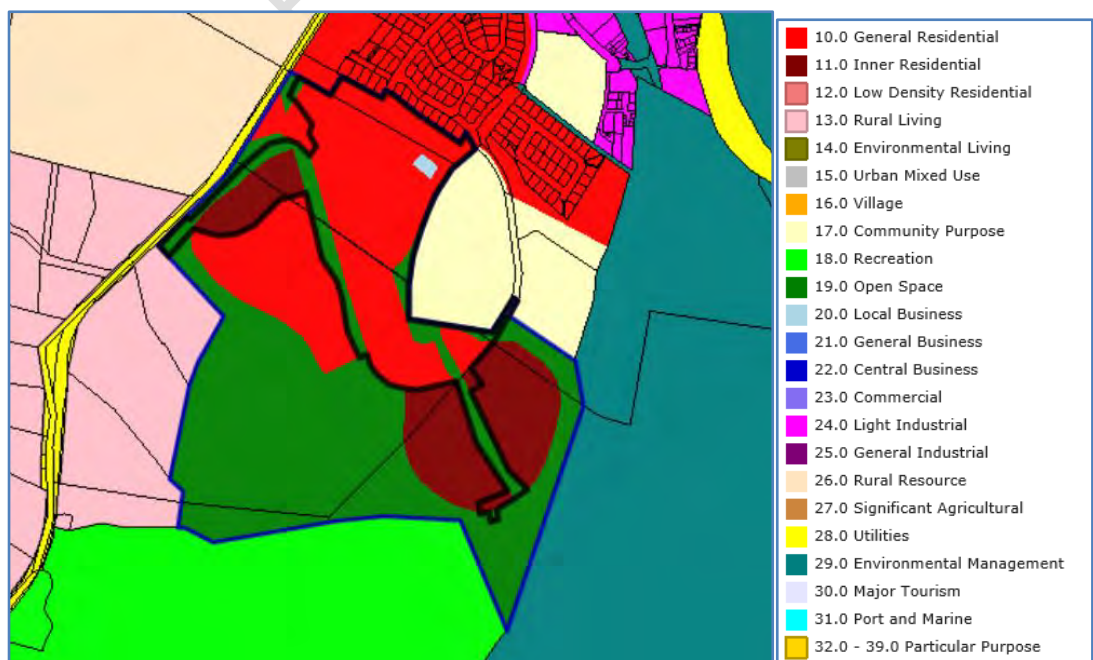 10.0 General Residential
11.0 Inner Residential
12.0 Low Density Residential
13.0 Rural Living
14.0 Environmental Living
15.0 Urban Mixed Use
16.0 Village
17.0 Community Purpose
18.0 Recreation
19.0 Open Space
20.0 Local Business
21.0 General Business
22.0 Central Business
23.0 Commercial
24.0 Light Industrial
25.0 General Industrial
26.0 Rural Resource
27.0 Significant Agricultural
28.0 Utilities
29.0 Environmental Management
30.0 Major Tourism
31.0 Port and Marine
32.0 - 39.0 Particular Purpose